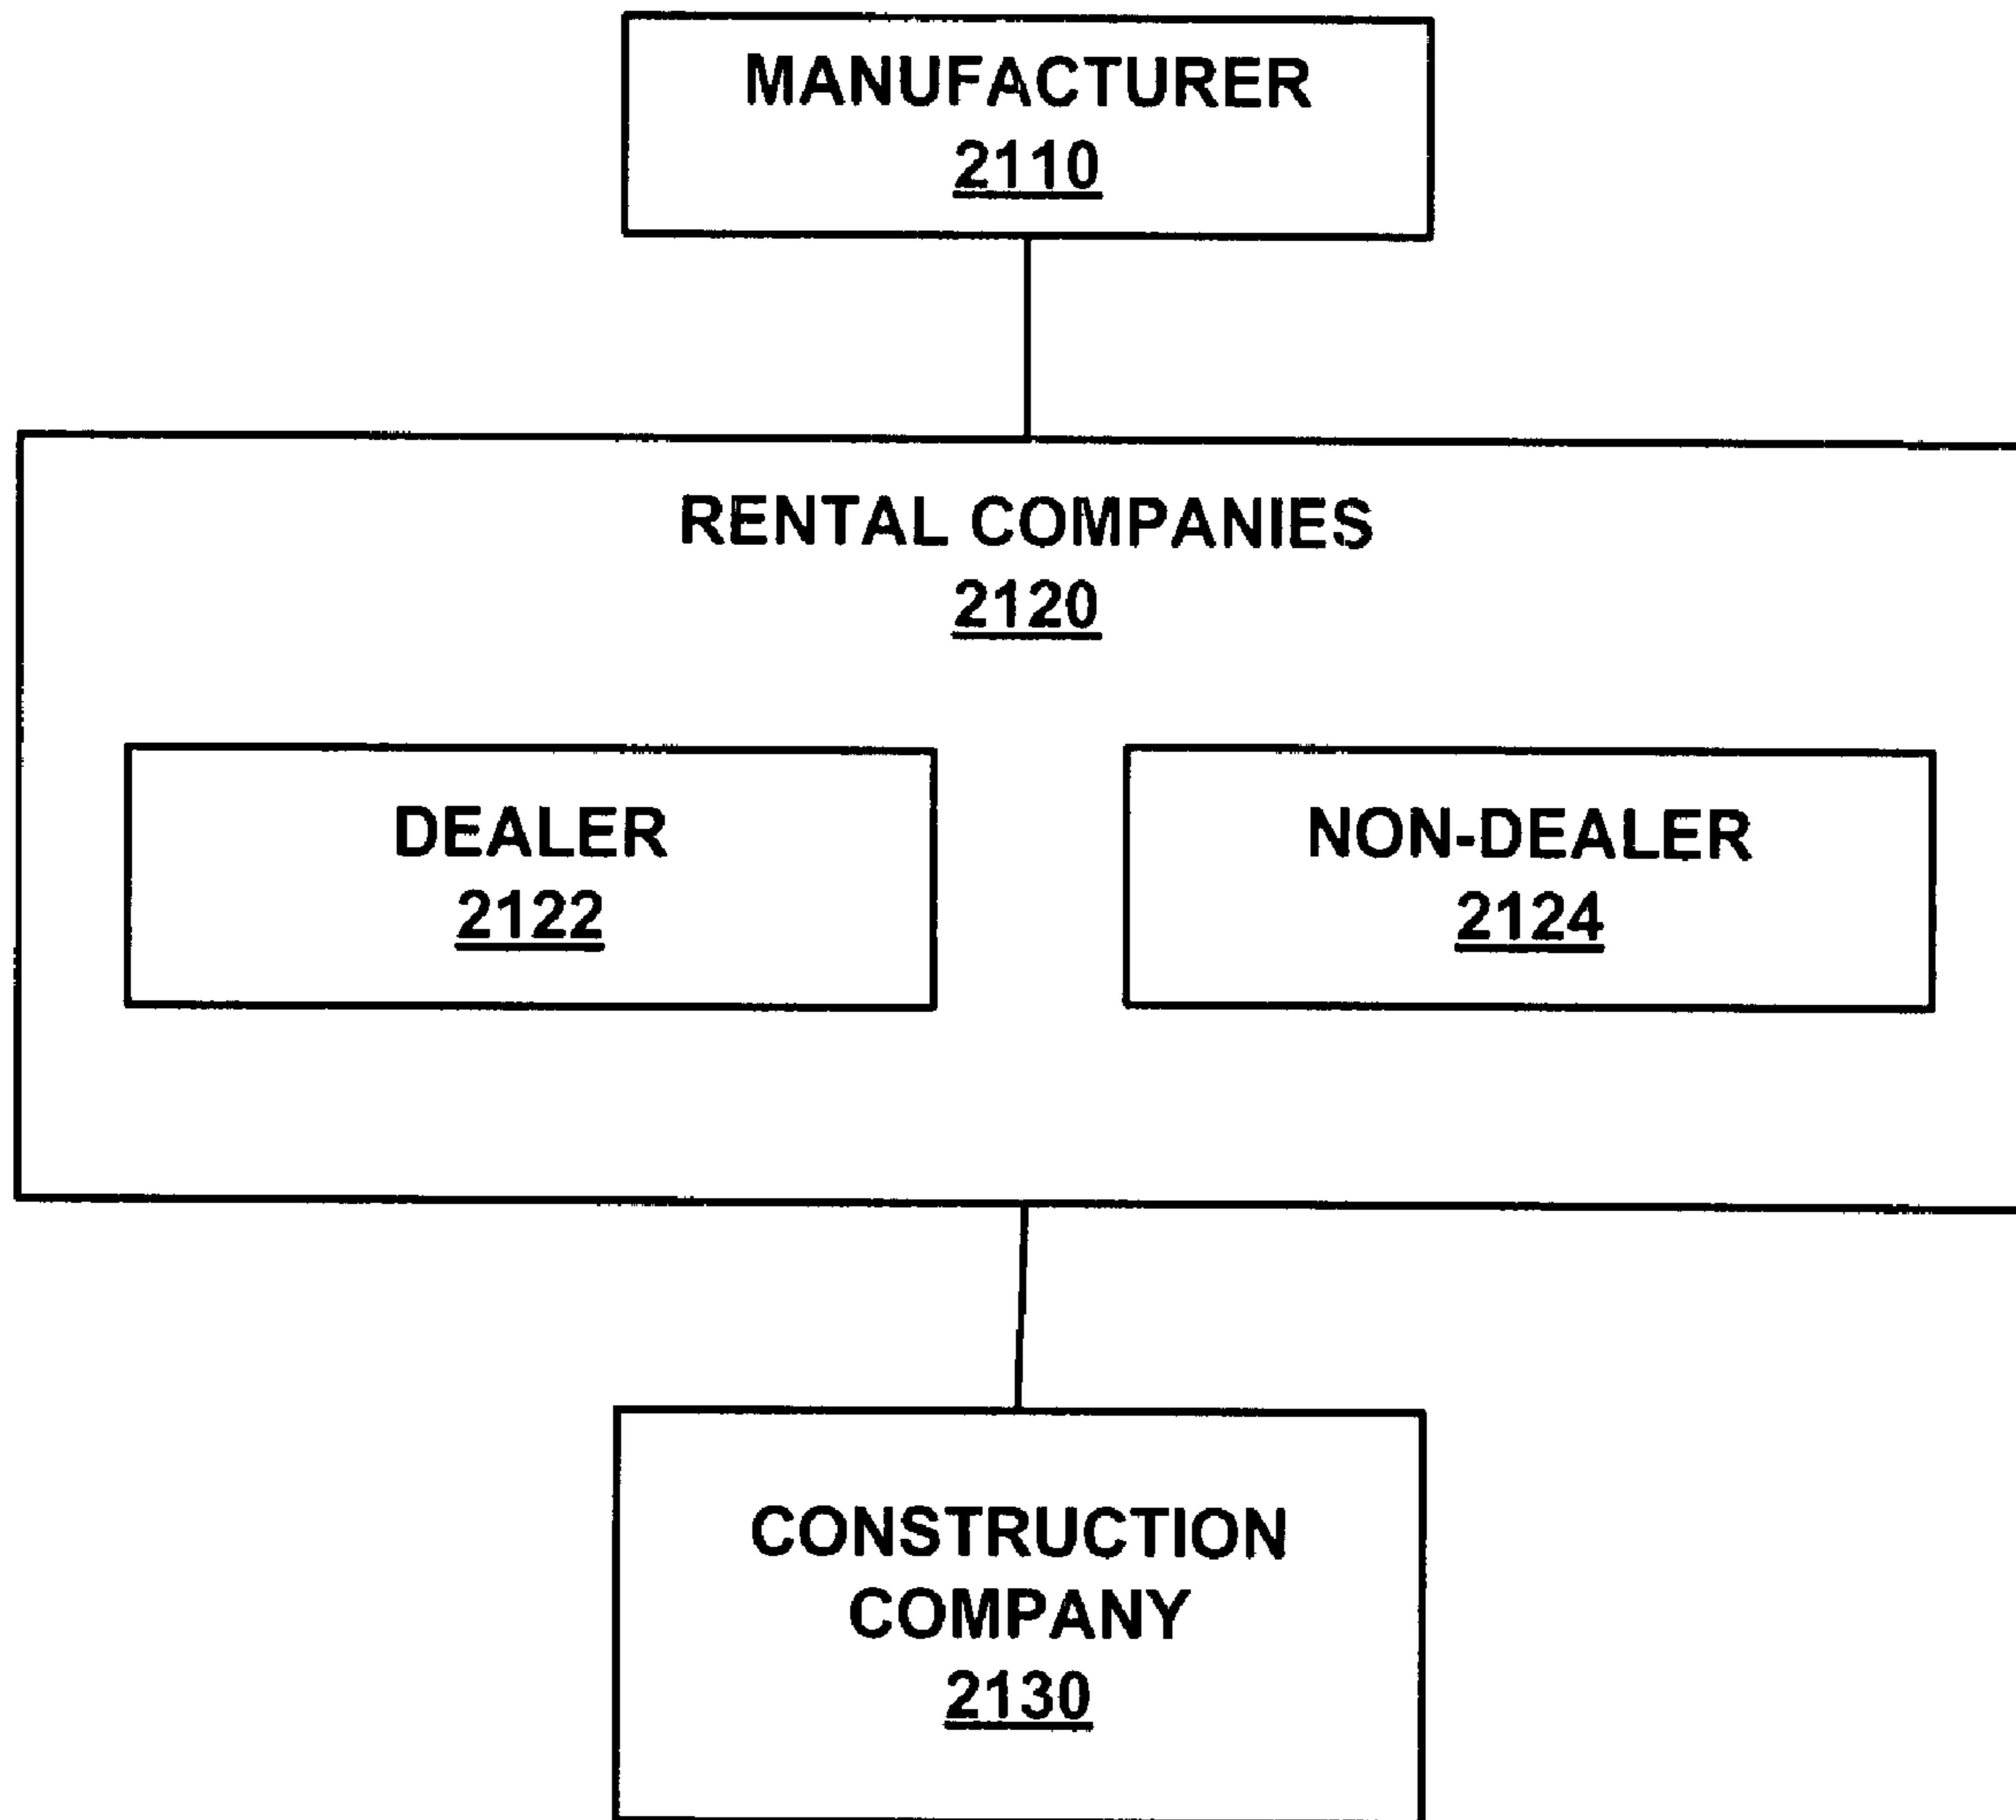 MANUFACTURER
2110
RENTAL COMPANIES
2120
DEALER
2122
NON-DEALER
2124
CONSTRUCTION
COMPANY
2130